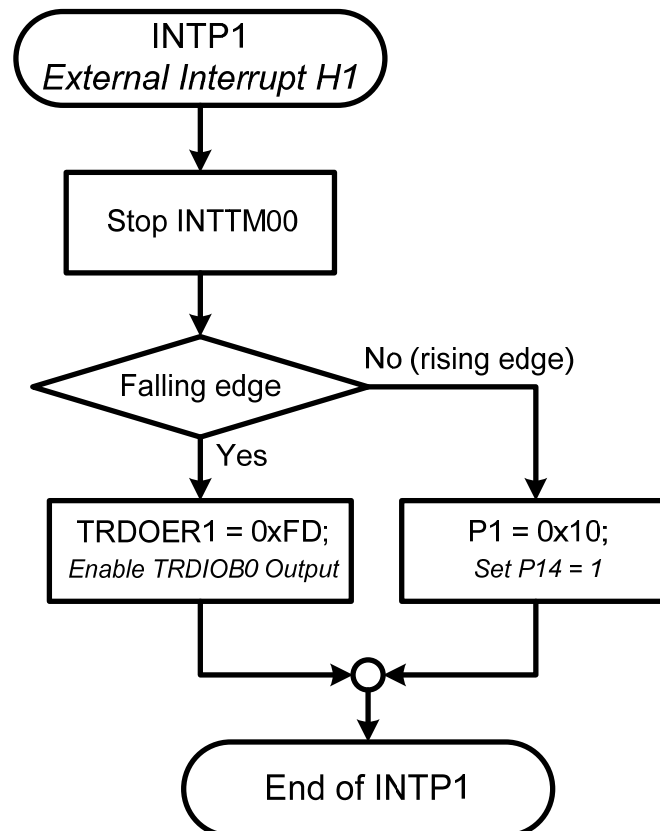 INTP1
External Interrupt H1
Stop INTTM00
Falling edge
No (rising edge)
Yes
TRDOER1 = 0xFD;
Enable TRDIOB0 Output
P1 = 0x10;
Set P14 = 1
End of INTP1